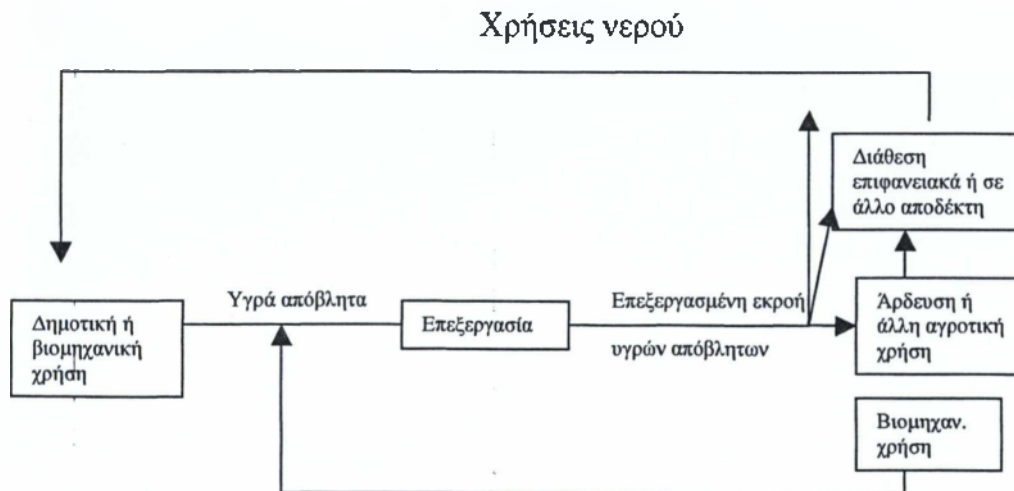 Χρήσεις νερού
Διάθεση
επιφανειακά ή σε
άλλο αποδέκτη
Υγρά απόβλητα
Δημοτική ή
βιομηχανική
χρήση
Επεξεργασία
Επεξεργασμένη εκροή
υγρών απόβλητων
Άρδευση ή
άλλη αγροτική
χρήση
Βιομηχαν.
χρήση